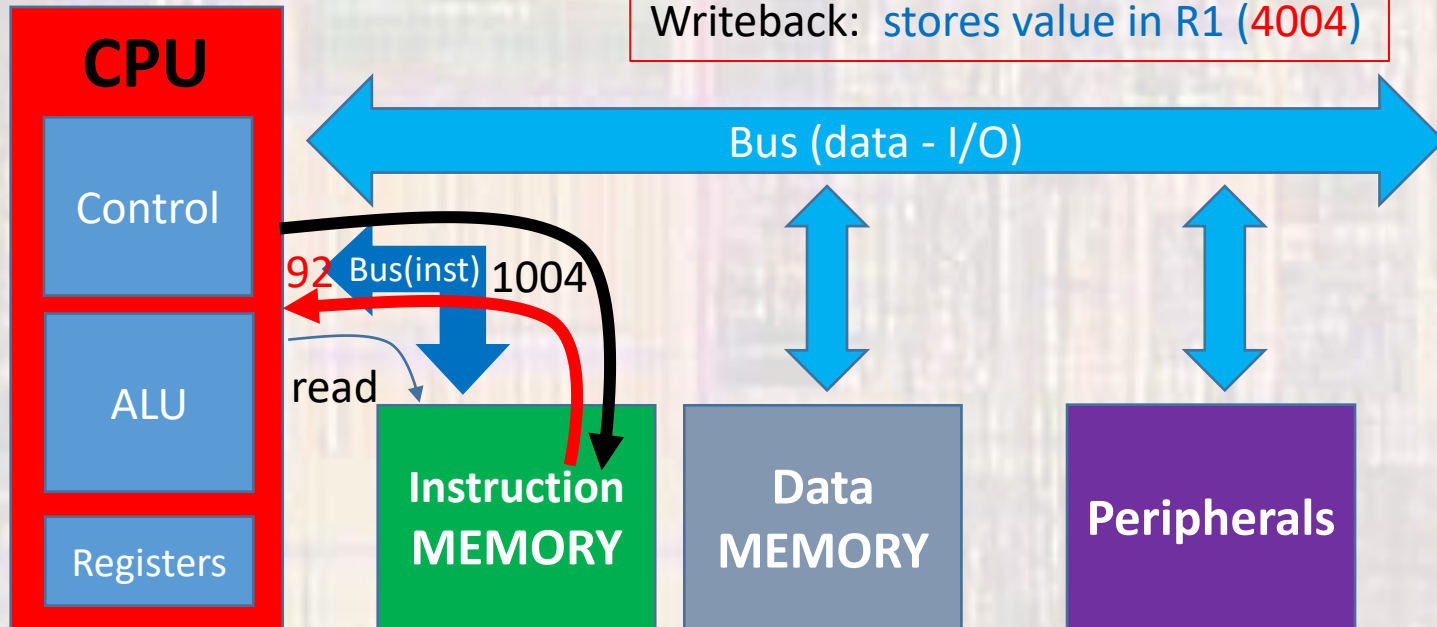 Writeback: stores value in R1 (4004)
CPU
Bus (data - I/O)
Control
92 Bus(inst) 1004
read
ALU
Instruction
MEMORY
Data
MEMORY
Peripherals
Registers